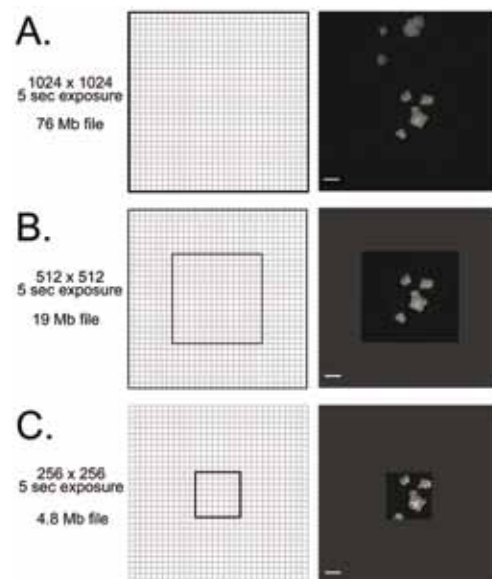 A.
1024 x 1024
5 sec exposure
76 Mb file
B.
512 x 512
5 sec exposure
19 Mb file
C.
256 x 256
5 sec exposure
4.8 Mb file